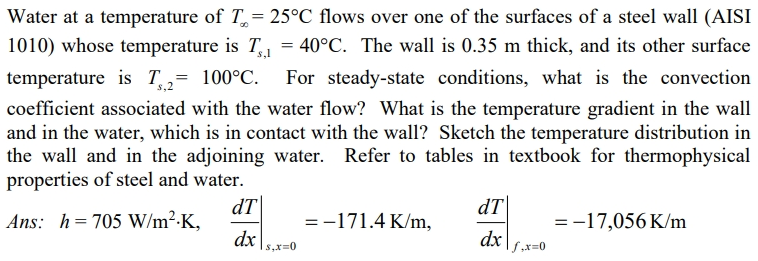 Water at a temperature of T∞ = 25°C flows over one of the surfaces of a steel wall (AISI
1010) whose temperature is Ts,1 = 40°C. The wall is 0.35 m thick, and its other surface
temperature is Ts,2= 100°C. For steady-state conditions, what is the convection
coefficient associated with the water flow? What is the temperature gradient in the wall
and in the water, which is in contact with the wall? Sketch the temperature distribution in
the wall and in the adjoining water. Refer to tables in textbook for thermophysical
properties of steel and water.
Ans: h = 705 W/m²·K, dT/dx|s,x=0 = −171.4 K/m, dT/dx|f,x=0 = −17,056 K/m